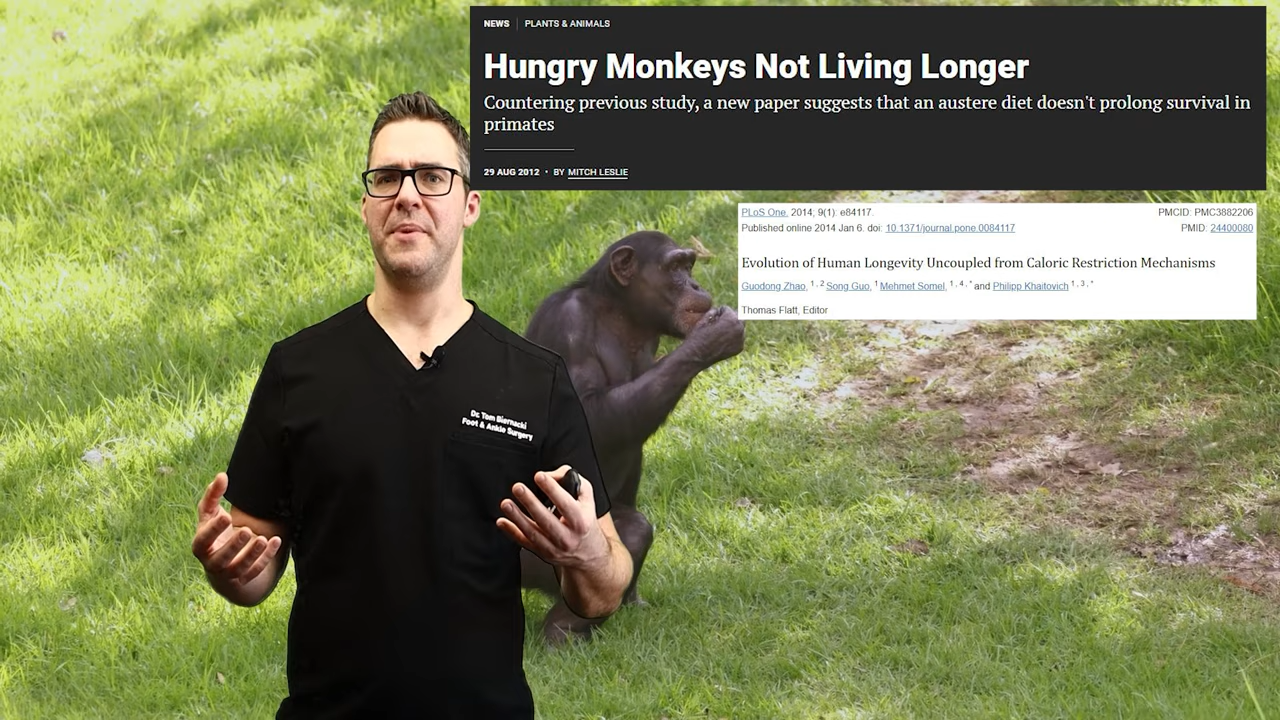 NEWS | PLANTS & ANIMALS
Hungry Monkeys Not Living Longer
Countering previous study, a new paper suggests that an austere diet doesn't prolong survival in
primates
29 AUG 2012 • BY MITCH LESLIE
PLoS One. 2014; 9(1): e84117. PMCID: PMC3882206
Published online 2014 Jan 6. doi: 10.1371/journal.pone.0084117 PMID: 24400080
Evolution of Human Longevity Uncoupled from Caloric Restriction Mechanisms
Guodong Zhao, 1, 2 Song Guo, 1 Mehmet Somel, 1, 4, * and Philipp Khaitovich 1, 3, *
Thomas Flatt, Editor
Dr. Tom Biernacki
Foot & Ankle Surgery